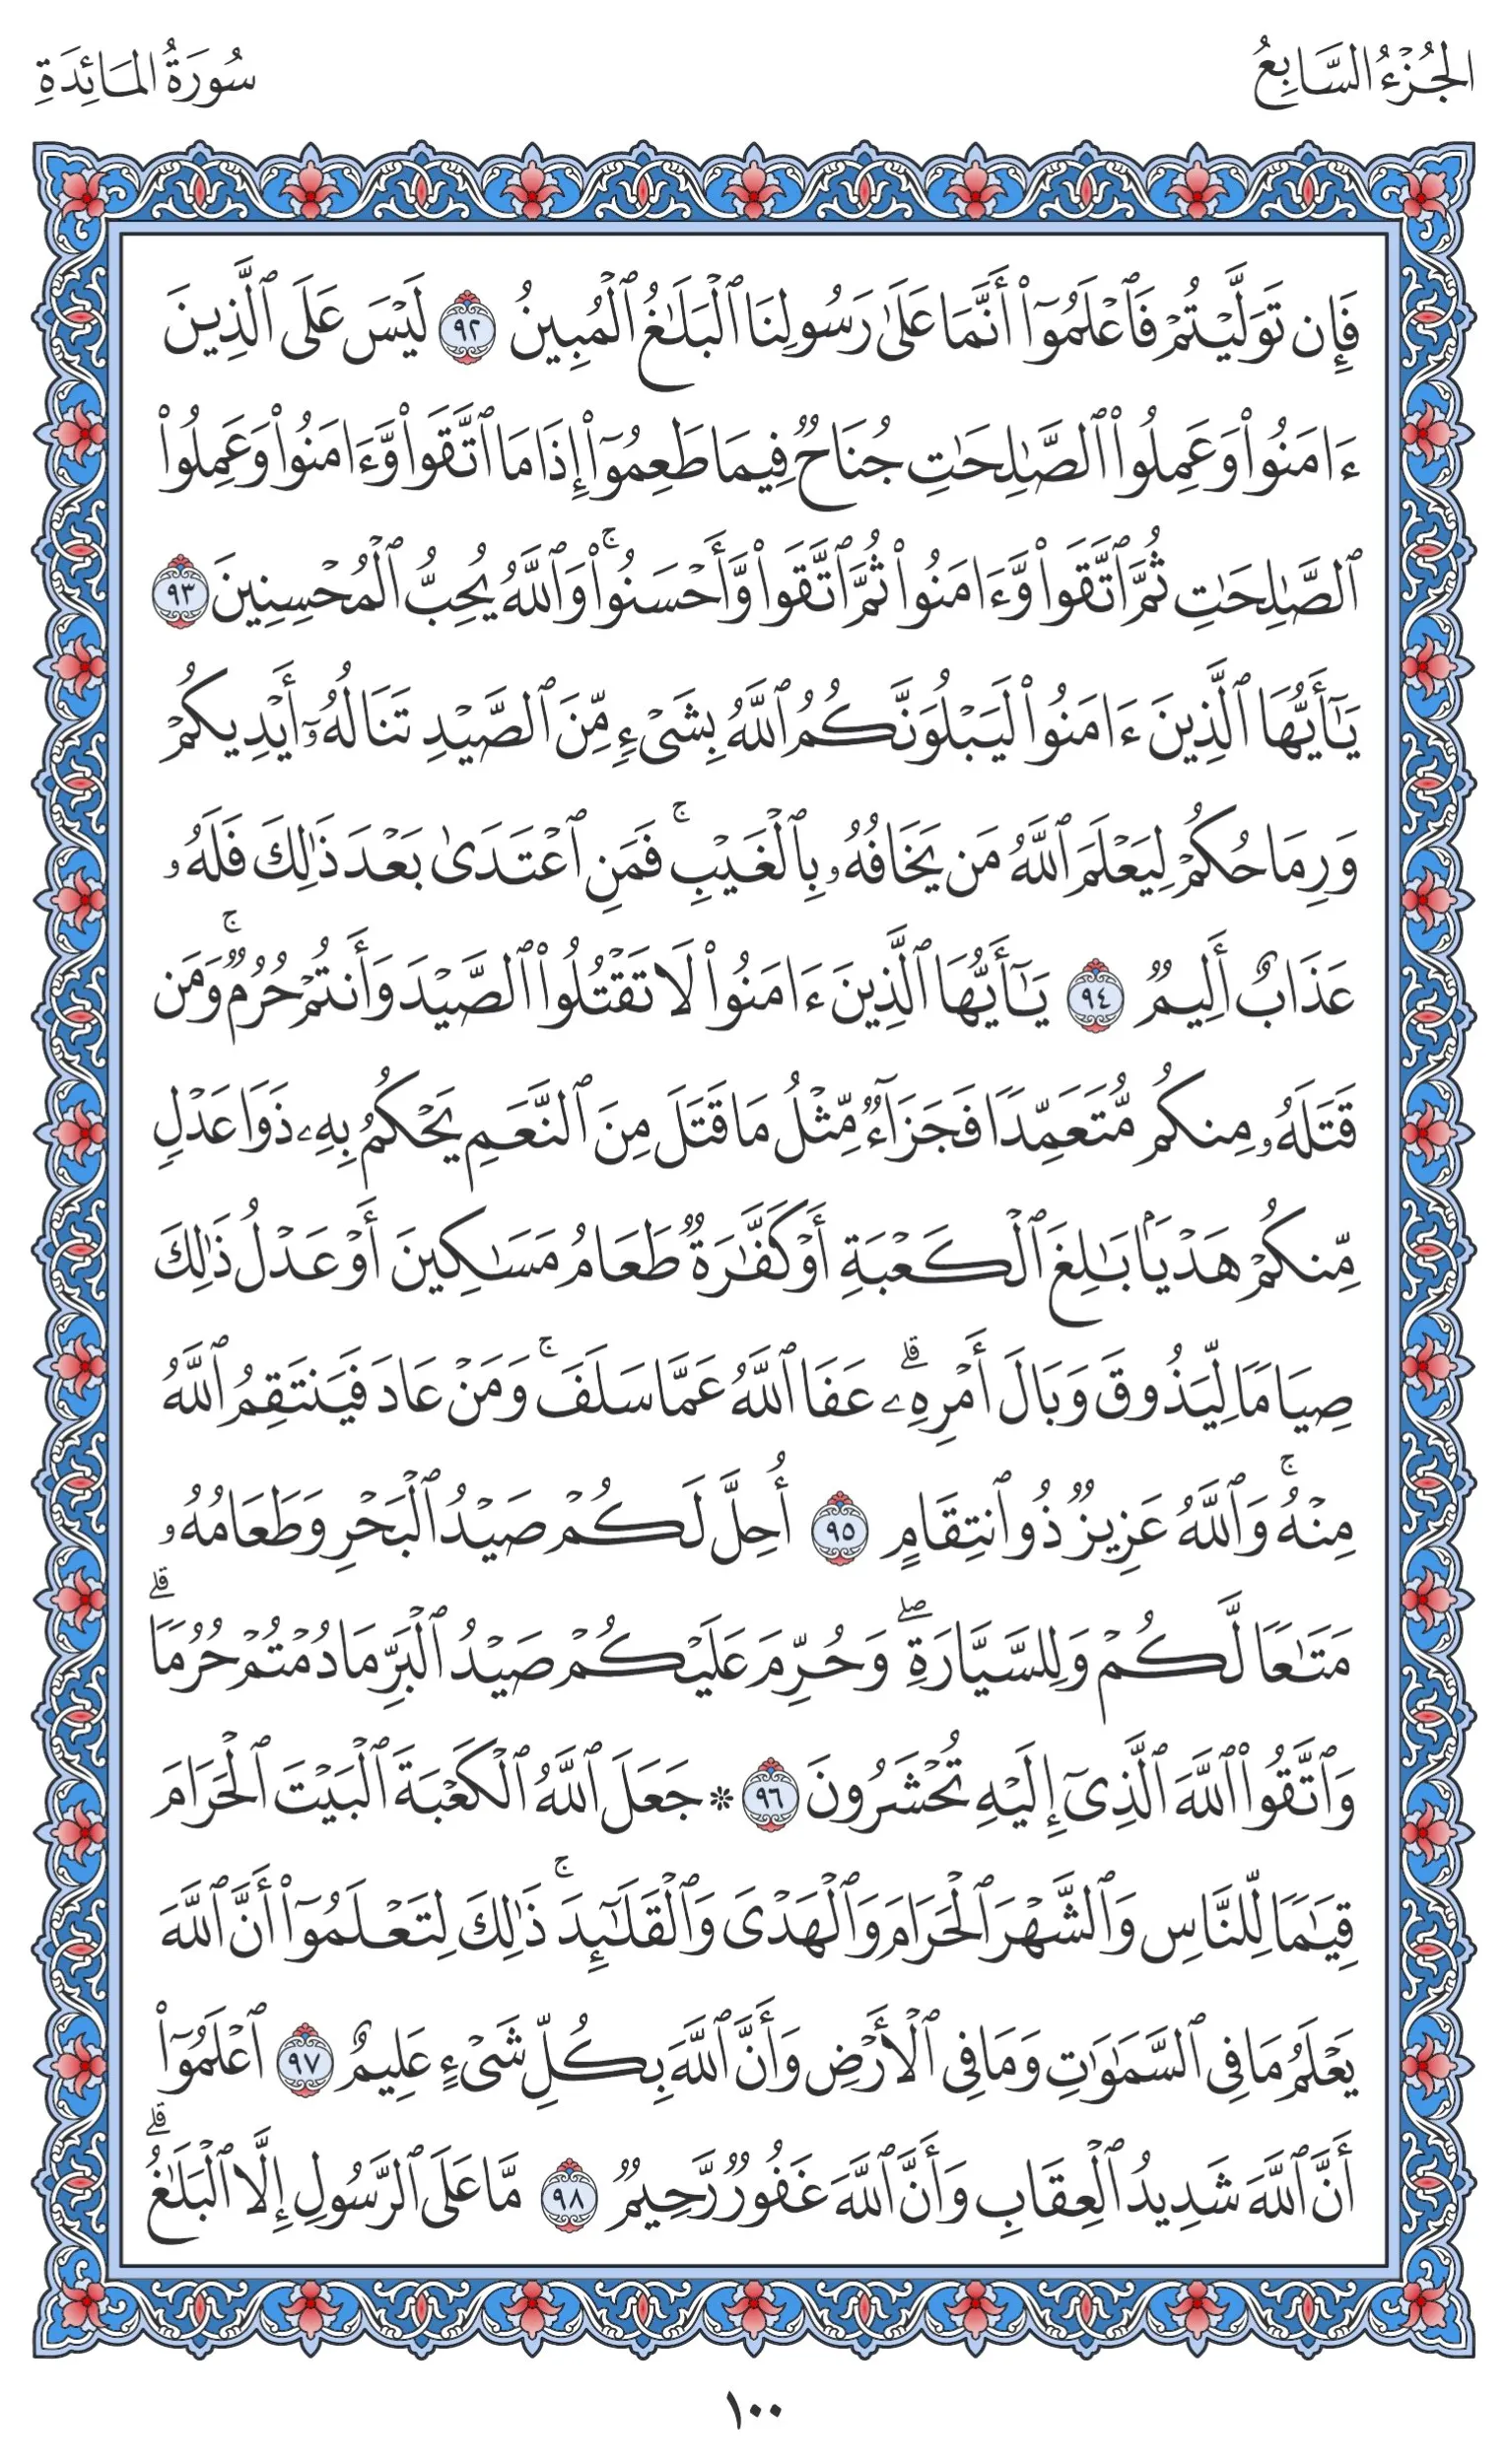 الجُزْءُ السَّابِعُ
سُورَةُ المَائِدَةِ
فَإِن تَوَلَّيْتُمْ فَٱعْلَمُوٓا۟ أَنَّمَا عَلَىٰ رَسُولِنَا ٱلْبَلَـٰغُ ٱلْمُبِينُ ٩٢ لَيْسَ عَلَى ٱلَّذِينَ
ءَامَنُوا۟ وَعَمِلُوا۟ ٱلصَّـٰلِحَـٰتِ جُنَاحٌ فِيمَا طَعِمُوٓا۟ إِذَا مَا ٱتَّقَوا۟ وَّءَامَنُوا۟ وَعَمِلُوا۟
ٱلصَّـٰلِحَـٰتِ ثُمَّ ٱتَّقَوا۟ وَّءَامَنُوا۟ ثُمَّ ٱتَّقَوا۟ وَّأَحْسَنُوا۟ۚ وَٱللَّهُ يُحِبُّ ٱلْمُحْسِنِينَ ٩٣
يَـٰٓأَيُّهَا ٱلَّذِينَ ءَامَنُوا۟ لَيَبْلُوَنَّكُمُ ٱللَّهُ بِشَىْءٍ مِّنَ ٱلصَّيْدِ تَنَالُهُۥٓ أَيْدِيكُمْ
وَرِمَاحُكُمْ لِيَعْلَمَ ٱللَّهُ مَن يَخَافُهُۥ بِٱلْغَيْبِۚ فَمَنِ ٱعْتَدَىٰ بَعْدَ ذَٰلِكَ فَلَهُۥ
عَذَابٌ أَلِيمٌ ٩٤ يَـٰٓأَيُّهَا ٱلَّذِينَ ءَامَنُوا۟ لَا تَقْتُلُوا۟ ٱلصَّيْدَ وَأَنتُمْ حُرُمٌۚ وَمَن
قَتَلَهُۥ مِنكُم مُّتَعَمِّدًا فَجَزَآءٌ مِّثْلُ مَا قَتَلَ مِنَ ٱلنَّعَمِ يَحْكُمُ بِهِۦ ذَوَا عَدْلٍ
مِّنكُمْ هَدْيًۢا بَـٰلِغَ ٱلْكَعْبَةِ أَوْ كَفَّـٰرَةٌ طَعَامُ مَسَـٰكِينَ أَوْ عَدْلُ ذَٰلِكَ
صِيَامًا لِّيَذُوقَ وَبَالَ أَمْرِهِۦۗ عَفَا ٱللَّهُ عَمَّا سَلَفَۚ وَمَنْ عَادَ فَيَنتَقِمُ ٱللَّهُ
مِنْهُۚ وَٱللَّهُ عَزِيزٌ ذُو ٱنتِقَامٍ ٩٥ أُحِلَّ لَكُمْ صَيْدُ ٱلْبَحْرِ وَطَعَامُهُۥ
مَتَـٰعًا لَّكُمْ وَلِلسَّيَّارَةِۖ وَحُرِّمَ عَلَيْكُمْ صَيْدُ ٱلْبَرِّ مَا دُمْتُمْ حُرُمًاۗ
وَٱتَّقُوا۟ ٱللَّهَ ٱلَّذِىٓ إِلَيْهِ تُحْشَرُونَ ٩٦ ۞ جَعَلَ ٱللَّهُ ٱلْكَعْبَةَ ٱلْبَيْتَ ٱلْحَرَامَ
قِيَـٰمًا لِّلنَّاسِ وَٱلشَّهْرَ ٱلْحَرَامَ وَٱلْهَدْىَ وَٱلْقَلَـٰٓئِدَۚ ذَٰلِكَ لِتَعْلَمُوٓا۟ أَنَّ ٱللَّهَ
يَعْلَمُ مَا فِى ٱلسَّمَـٰوَٰتِ وَمَا فِى ٱلْأَرْضِ وَأَنَّ ٱللَّهَ بِكُلِّ شَىْءٍ عَلِيمٌ ٩٧ ٱعْلَمُوٓا۟
أَنَّ ٱللَّهَ شَدِيدُ ٱلْعِقَابِ وَأَنَّ ٱللَّهَ غَفُورٌ رَّحِيمٌ ٩٨ مَّا عَلَى ٱلرَّسُولِ إِلَّا ٱلْبَلَـٰغُۗ
١٠٠